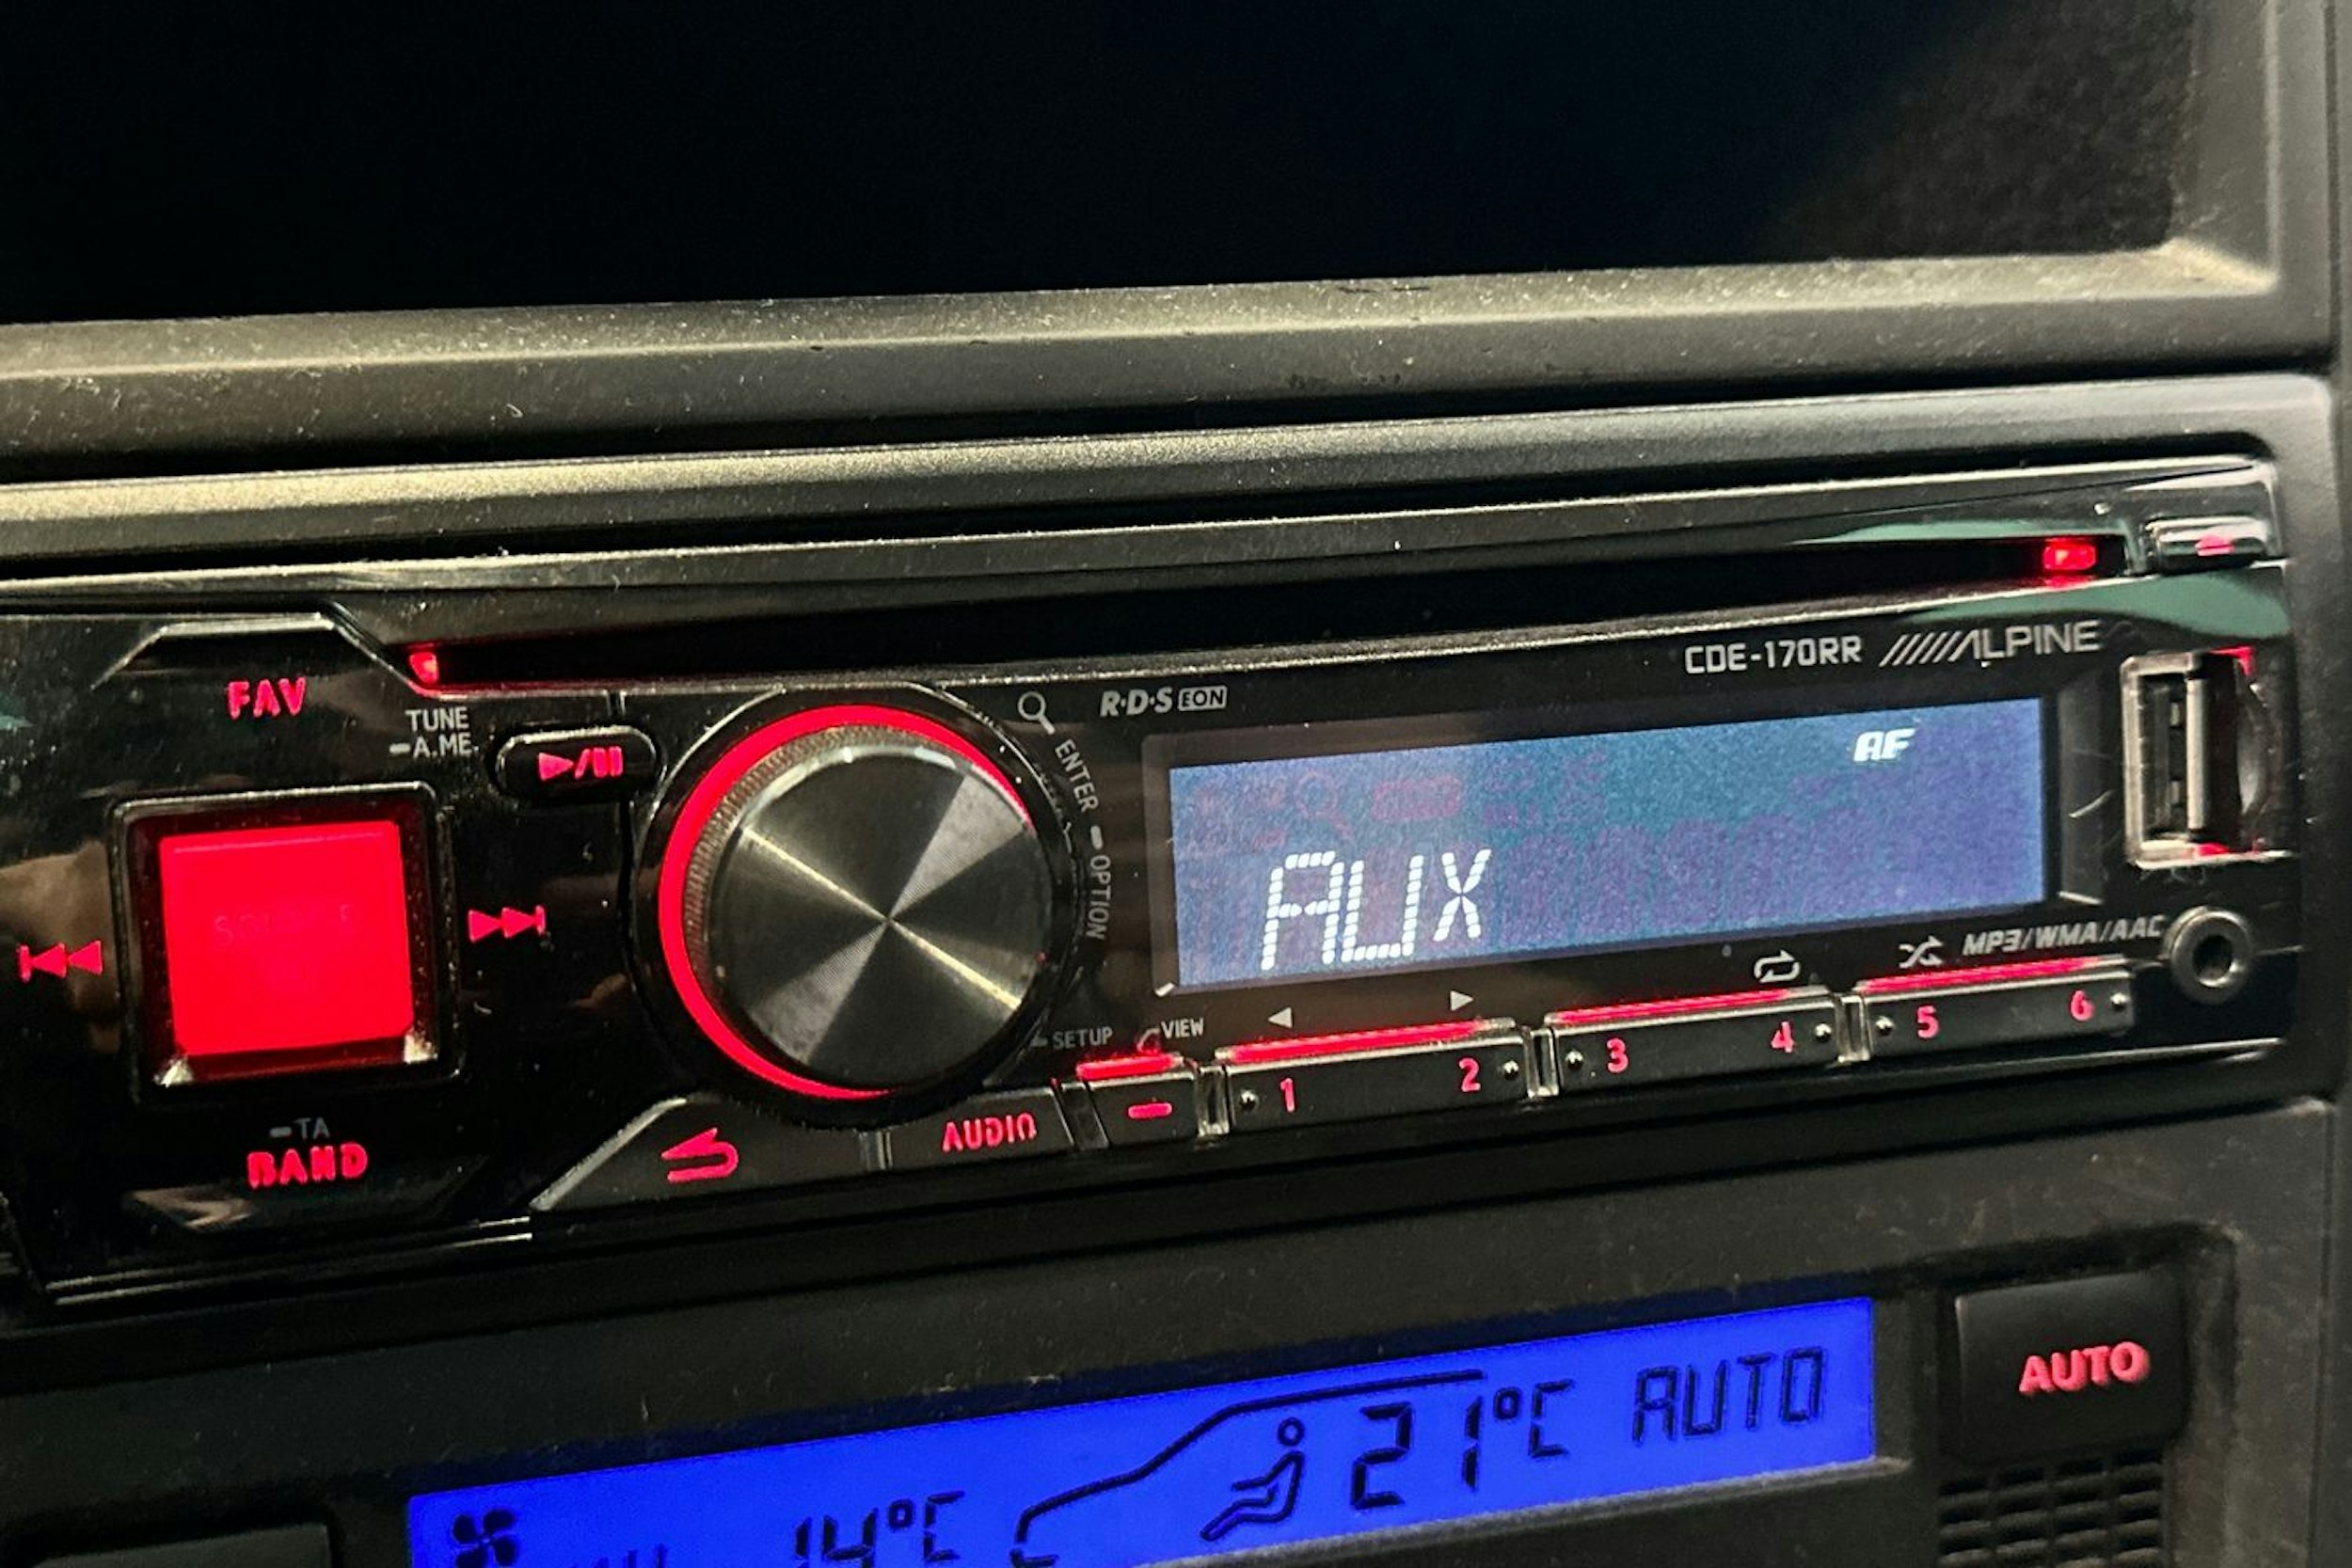 CDE-170RR ALPINE
FAV
TUNE
A.ME.
R·D·S EON
ENTER
OPTION
AF
AUX
SOURCE
MP3/WMA/AAC
SETUP
VIEW
1 2 3 4 5 6
TA
BAND
AUDIO
AUTO
21°C AUTO
14°C